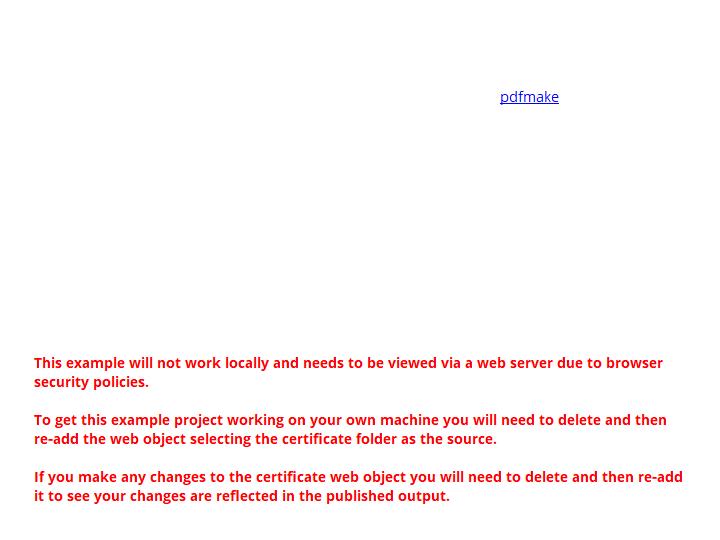 pdfmake
This example will not work locally and needs to be viewed via a web server due to browser
security policies.
To get this example project working on your own machine you will need to delete and then
re-add the web object selecting the certificate folder as the source.
If you make any changes to the certificate web object you will need to delete and then re-add
it to see your changes are reflected in the published output.